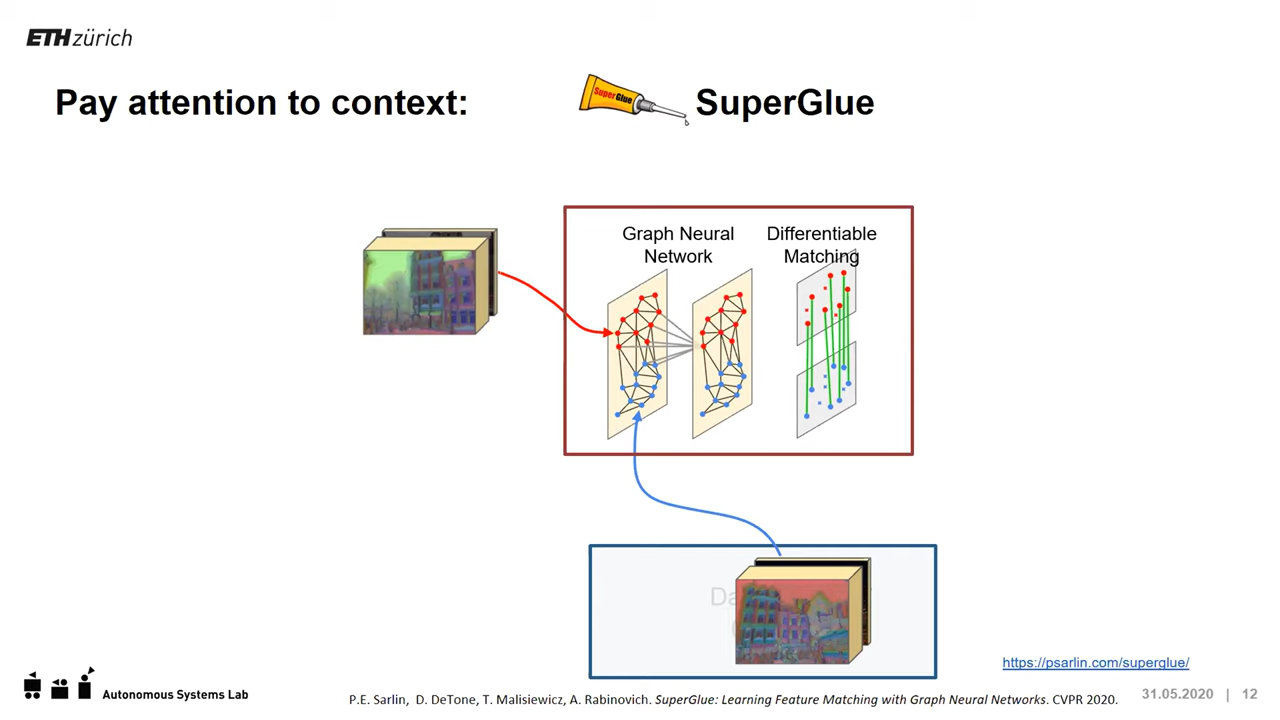 ETH zürich
Pay attention to context:
SuperGlue
SuperGlue
Graph Neural
Network
Differentiable
Matching
https://psarlin.com/superglue/
Autonomous Systems Lab
P.E. Sarlin, D. DeTone, T. Malisiewicz, A. Rabinovich. SuperGlue: Learning Feature Matching with Graph Neural Networks. CVPR 2020.
31.05.2020 | 12